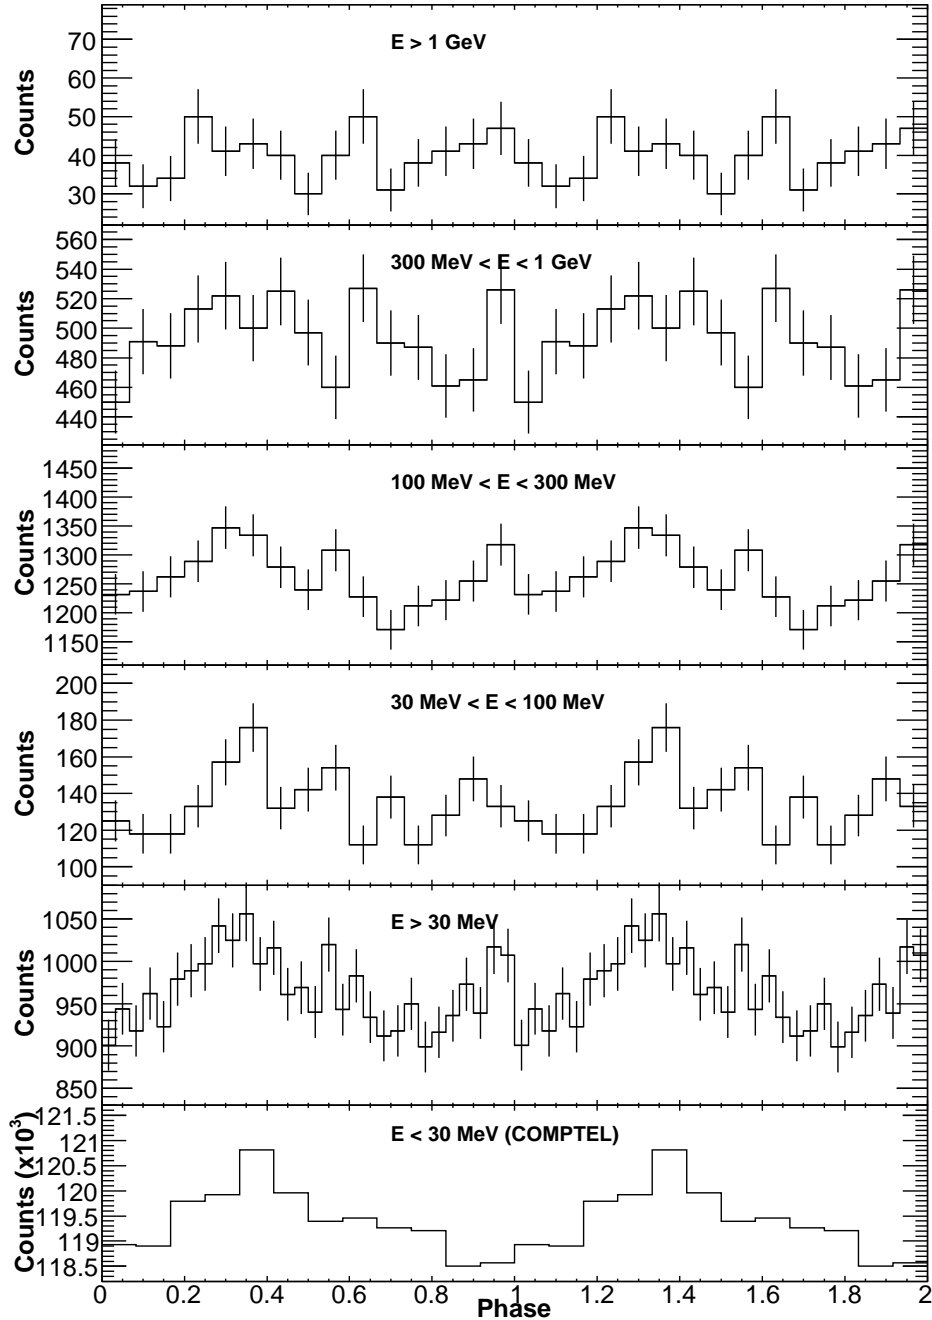 E > 1 GeV
Counts
70
60
50
40
30
300 MeV < E < 1 GeV
Counts
560
540
520
500
480
460
440
100 MeV < E < 300 MeV
Counts
1450
1400
1350
1300
1250
1200
1150
30 MeV < E < 100 MeV
Counts
200
180
160
140
120
100
E > 30 MeV
Counts
1050
1000
950
900
850
E < 30 MeV (COMPTEL)
Counts (x10³)
121.5
121
120.5
120
119.5
119
118.5
0 0.2 0.4 0.6 0.8 1 1.2 1.4 1.6 1.8 2
Phase